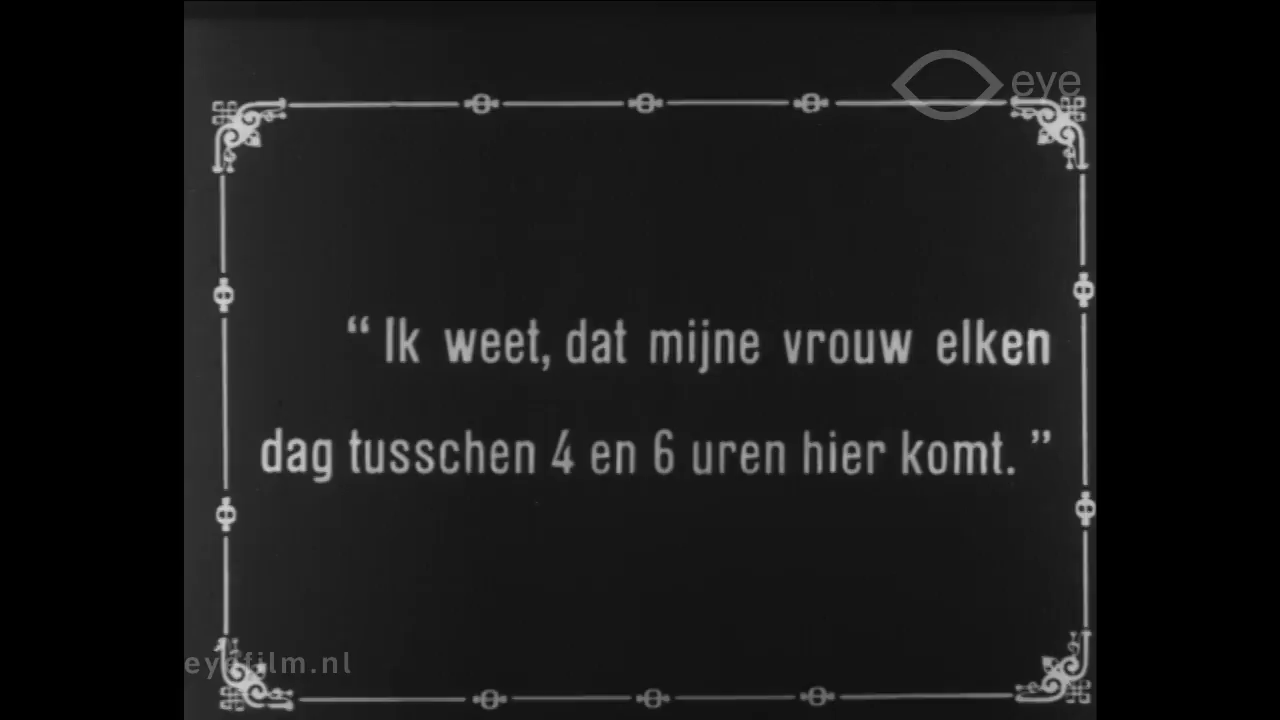 eye
“ Ik weet, dat mijne vrouw elken
dag tusschen 4 en 6 uren hier komt. ”
eyefilm.nl